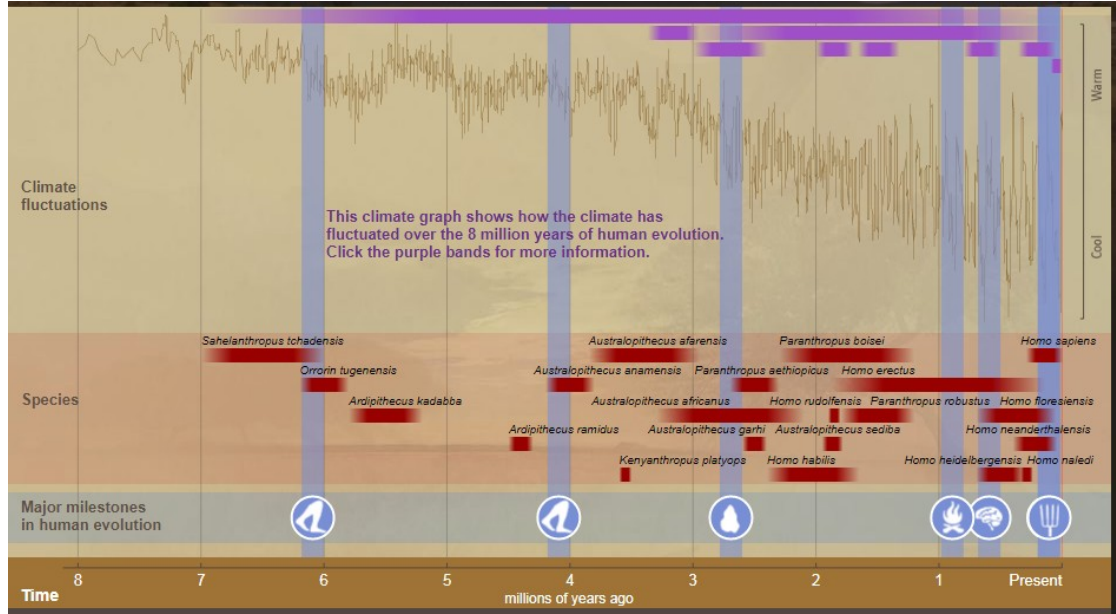 Warm
Cool
Climate
fluctuations
This climate graph shows how the climate has
fluctuated over the 8 million years of human evolution.
Click the purple bands for more information.
Species
Sahelanthropus tchadensis
Australopithecus afarensis
Paranthropus boisei
Homo sapiens
Orrorin tugenensis
Australopithecus anamensis
Paranthropus aethiopicus
Homo erectus
Ardipithecus kadabba
Australopithecus africanus
Homo rudolfensis
Paranthropus robustus
Homo floresiensis
Ardipithecus ramidus
Australopithecus garhi
Australopithecus sediba
Homo neanderthalensis
Kenyanthropus platyops
Homo habilis
Homo heidelbergensis
Homo naledi
Major milestones
in human evolution
8 7 6 5 4 3 2 1 Present
Time
millions of years ago